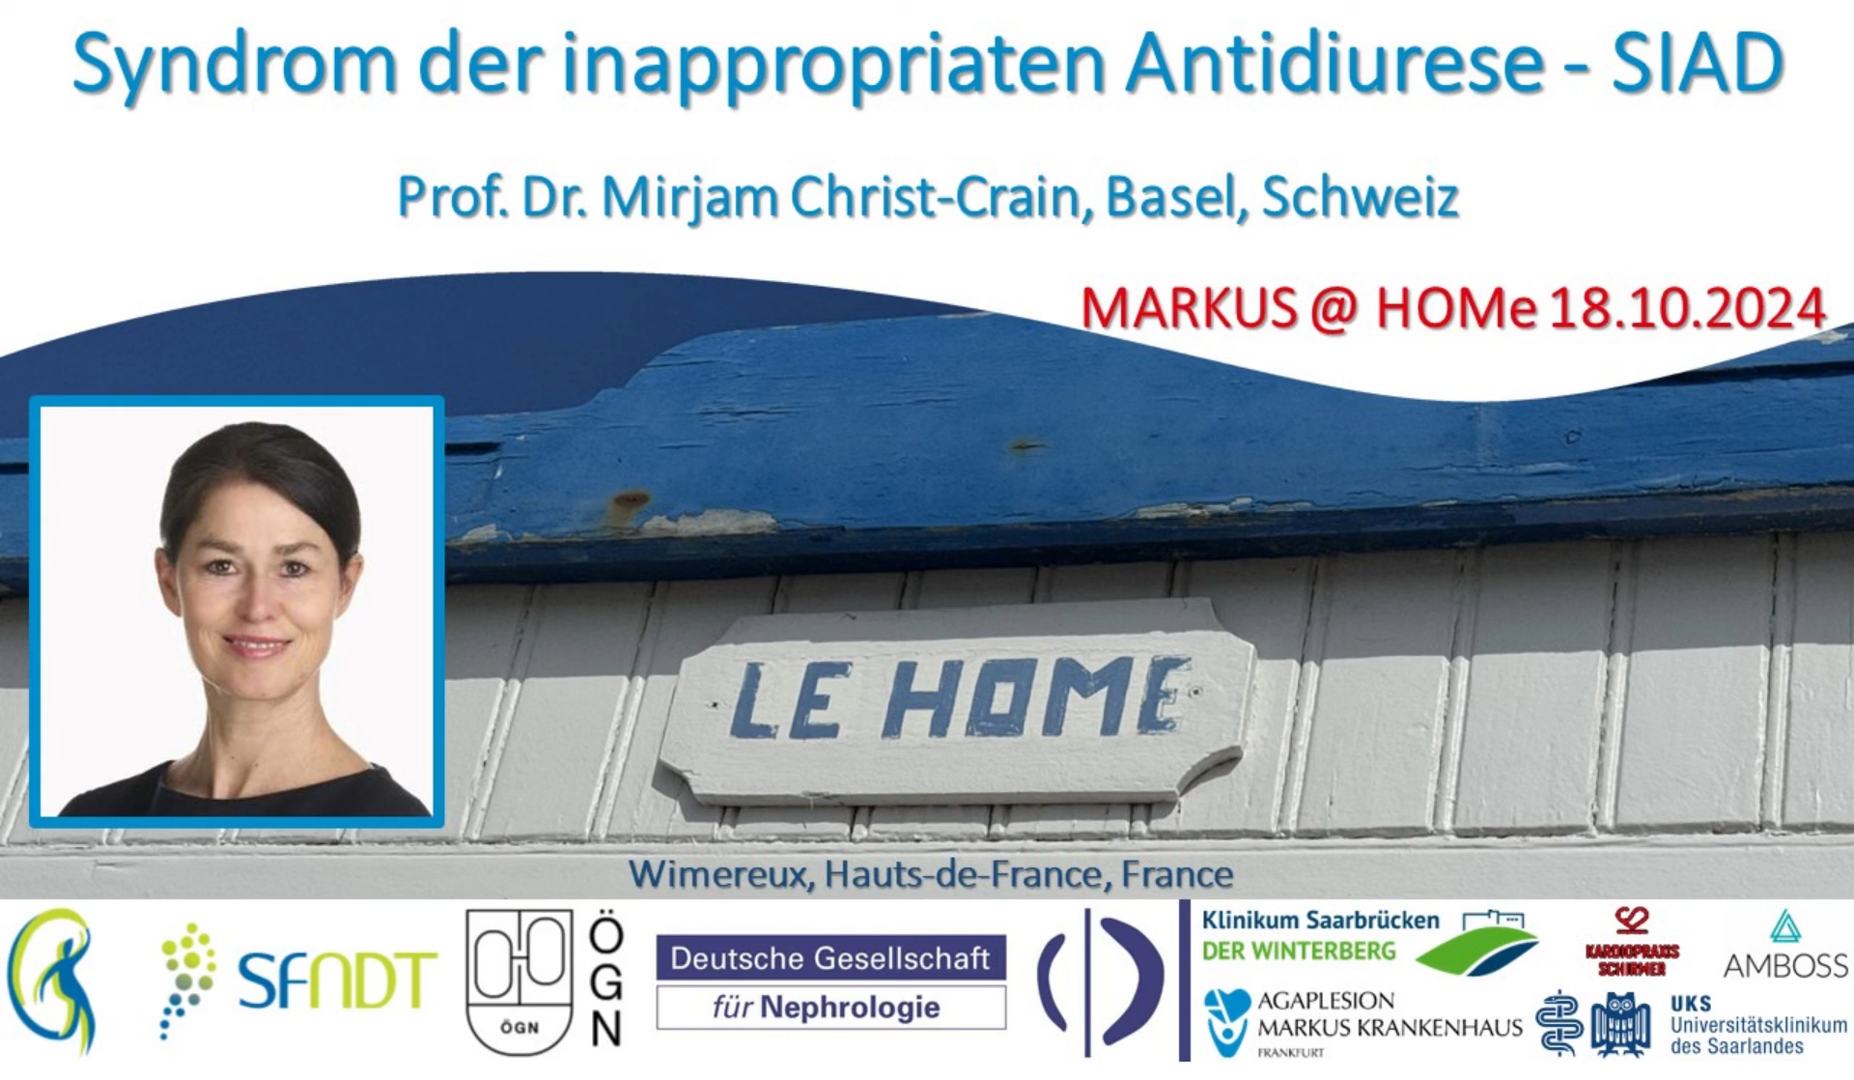 Syndrom der inappropriaten Antidiurese - SIAD
Prof. Dr. Mirjam Christ-Crain, Basel, Schweiz
MARKUS @ HOMe 18.10.2024
LE HOME
Wimereux, Hauts-de-France, France
SFNDT
ÖGN
ÖGN
Deutsche Gesellschaft
für Nephrologie
Klinikum Saarbrücken
DER WINTERBERG
KARDIOPRAXIS
SCHIRMER
AMBOSS
AGAPLESION
MARKUS KRANKENHAUS
FRANKFURT
UKS
Universitätsklinikum
des Saarlandes